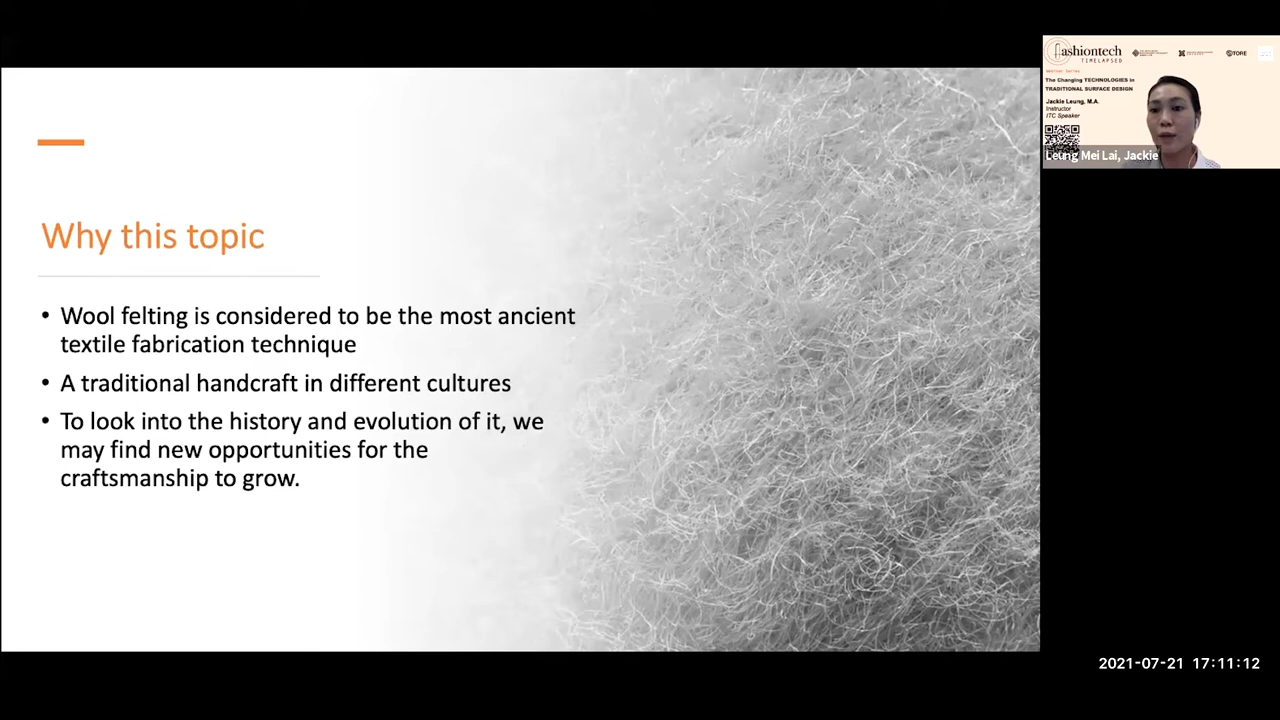 Why this topic
• Wool felting is considered to be the most ancient
textile fabrication technique
• A traditional handcraft in different cultures
• To look into the history and evolution of it, we
may find new opportunities for the
craftsmanship to grow.
fashiontech
TIMELAPSED
STORE
The Changing TECHNOLOGIES in
TRADITIONAL SURFACE DESIGN
Jackie Leung, M.A.
Instructor
ITC Speaker
Leung Mei Lai, Jackie
2021-07-21 17:11:12